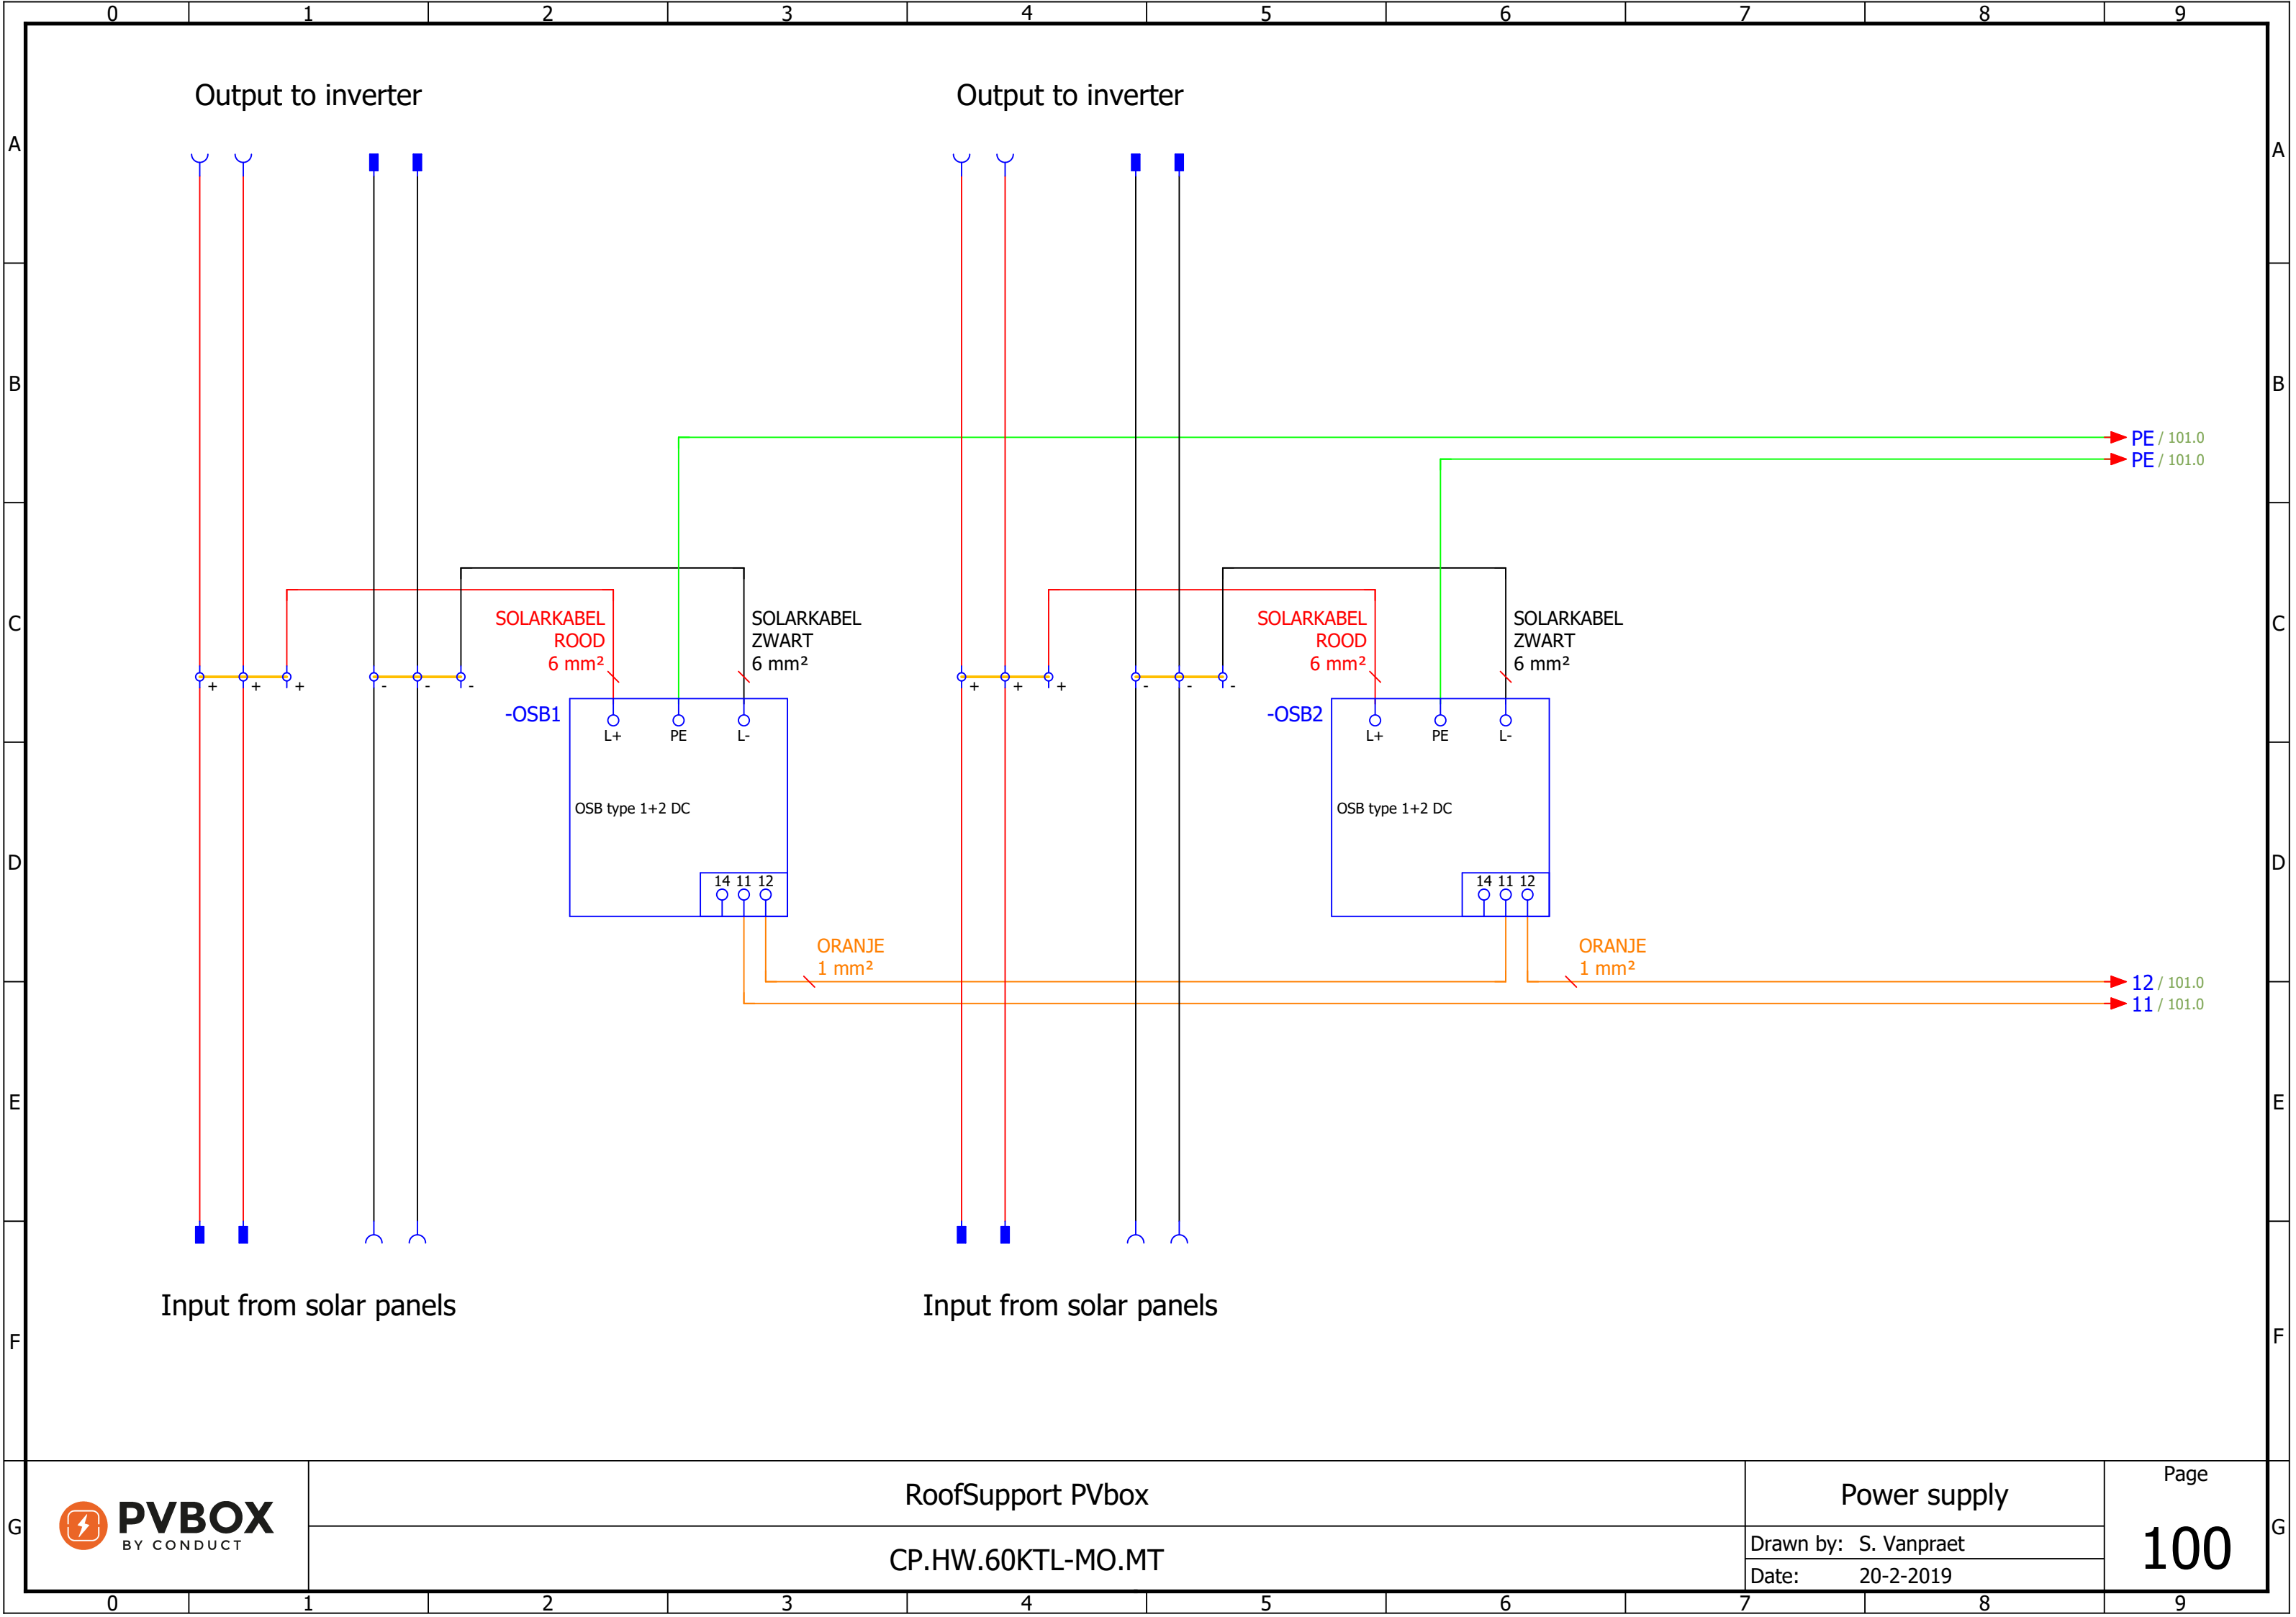 0 1 2 3 4 5 6 7 8 9
Output to inverter
Output to inverter
A A
B B
PE / 101.0
PE / 101.0
C C
SOLARKABEL
ROOD
6 mm²
SOLARKABEL
ZWART
6 mm²
SOLARKABEL
ROOD
6 mm²
SOLARKABEL
ZWART
6 mm²
+ + + - - -
+ + + - - -
-OSB1
L+ PE L-
-OSB2
L+ PE L-
OSB type 1+2 DC
OSB type 1+2 DC
D D
14 11 12
14 11 12
ORANJE
1 mm²
ORANJE
1 mm²
12 / 101.0
11 / 101.0
E E
Input from solar panels
Input from solar panels
F F
G G
PVBOX
BY CONDUCT
RoofSupport PVbox
CP.HW.60KTL-MO.MT
Power supply
Drawn by: S. Vanpraet
Date: 20-2-2019
Page
100
0 1 2 3 4 5 6 7 8 9